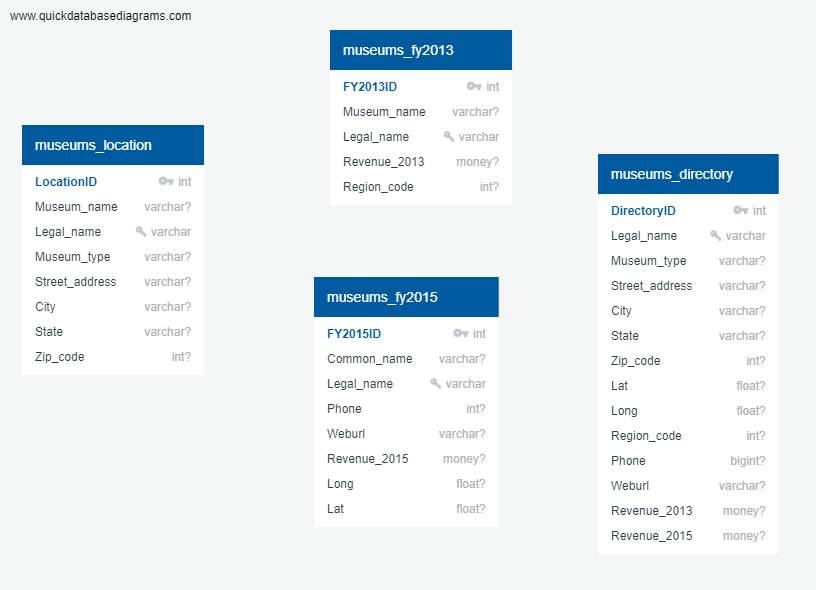 www.quickdatabasediagrams.com
museums_location
LocationID int
Museum_name varchar?
Legal_name varchar
Museum_type varchar?
Street_address varchar?
City varchar?
State varchar?
Zip_code int?
museums_fy2013
FY2013ID int
Museum_name varchar?
Legal_name varchar
Revenue_2013 money?
Region_code int?
museums_fy2015
FY2015ID int
Common_name varchar?
Legal_name varchar
Phone int?
Weburl varchar?
Revenue_2015 money?
Long float?
Lat float?
museums_directory
DirectoryID int
Legal_name varchar
Museum_type varchar?
Street_address varchar?
City varchar?
State varchar?
Zip_code int?
Lat float?
Long float?
Region_code int?
Phone bigint?
Weburl varchar?
Revenue_2013 money?
Revenue_2015 money?